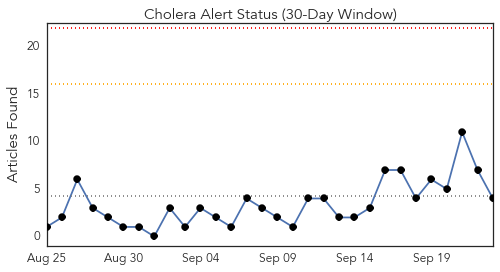 Cholera Alert Status (30-Day Window)
Articles Found
20
15
10
5
0
Aug 25 Aug 30 Sep 04 Sep 09 Sep 14 Sep 19